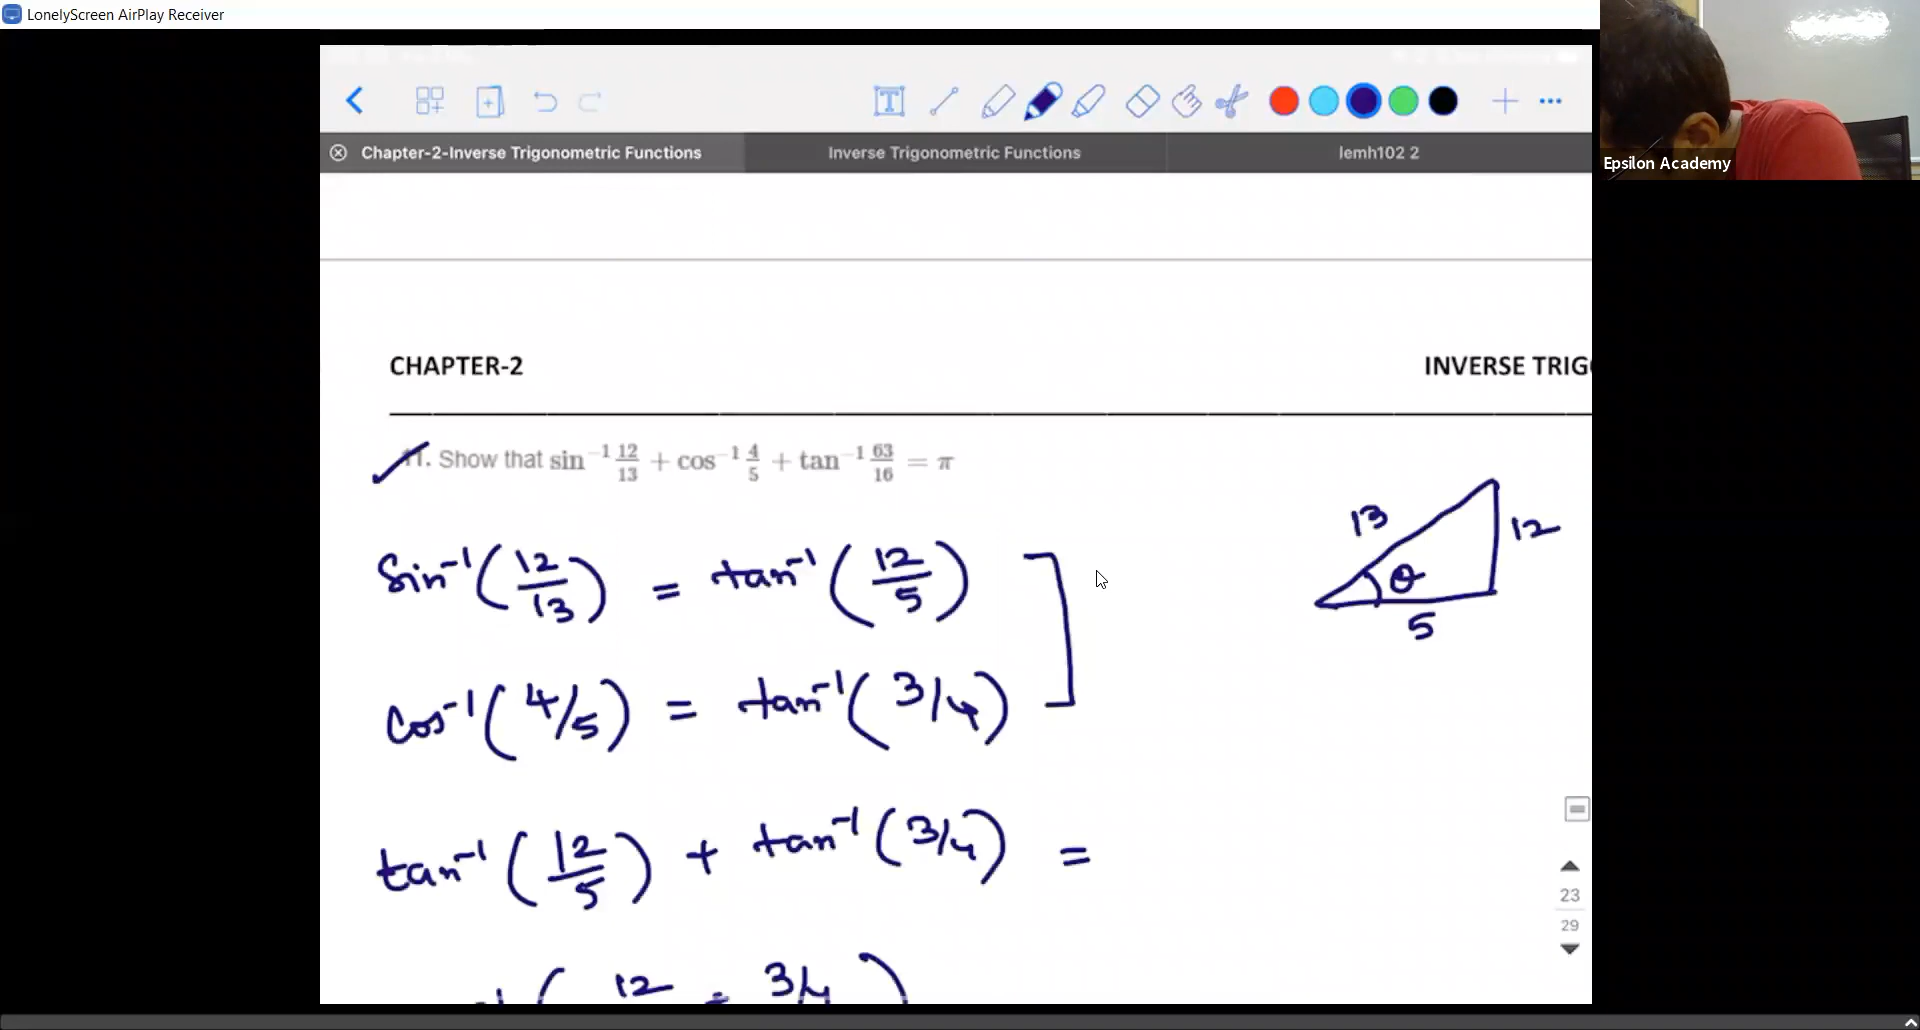 LonelyScreen AirPlay Receiver
T
Chapter-2-Inverse Trigonometric Functions
Inverse Trigonometric Functions
lemh102 2
Epsilon Academy
CHAPTER-2
INVERSE TRIG
11. Show that sin⁻¹ 12/13 + cos⁻¹ 4/5 + tan⁻¹ 63/16 = π
sin⁻¹(12/13) = tan⁻¹(12/5)
13
12
θ
5
cos⁻¹(4/5) = tan⁻¹(3/4)
tan⁻¹(12/5) + tan⁻¹(3/4) =
23
29
12 3/4